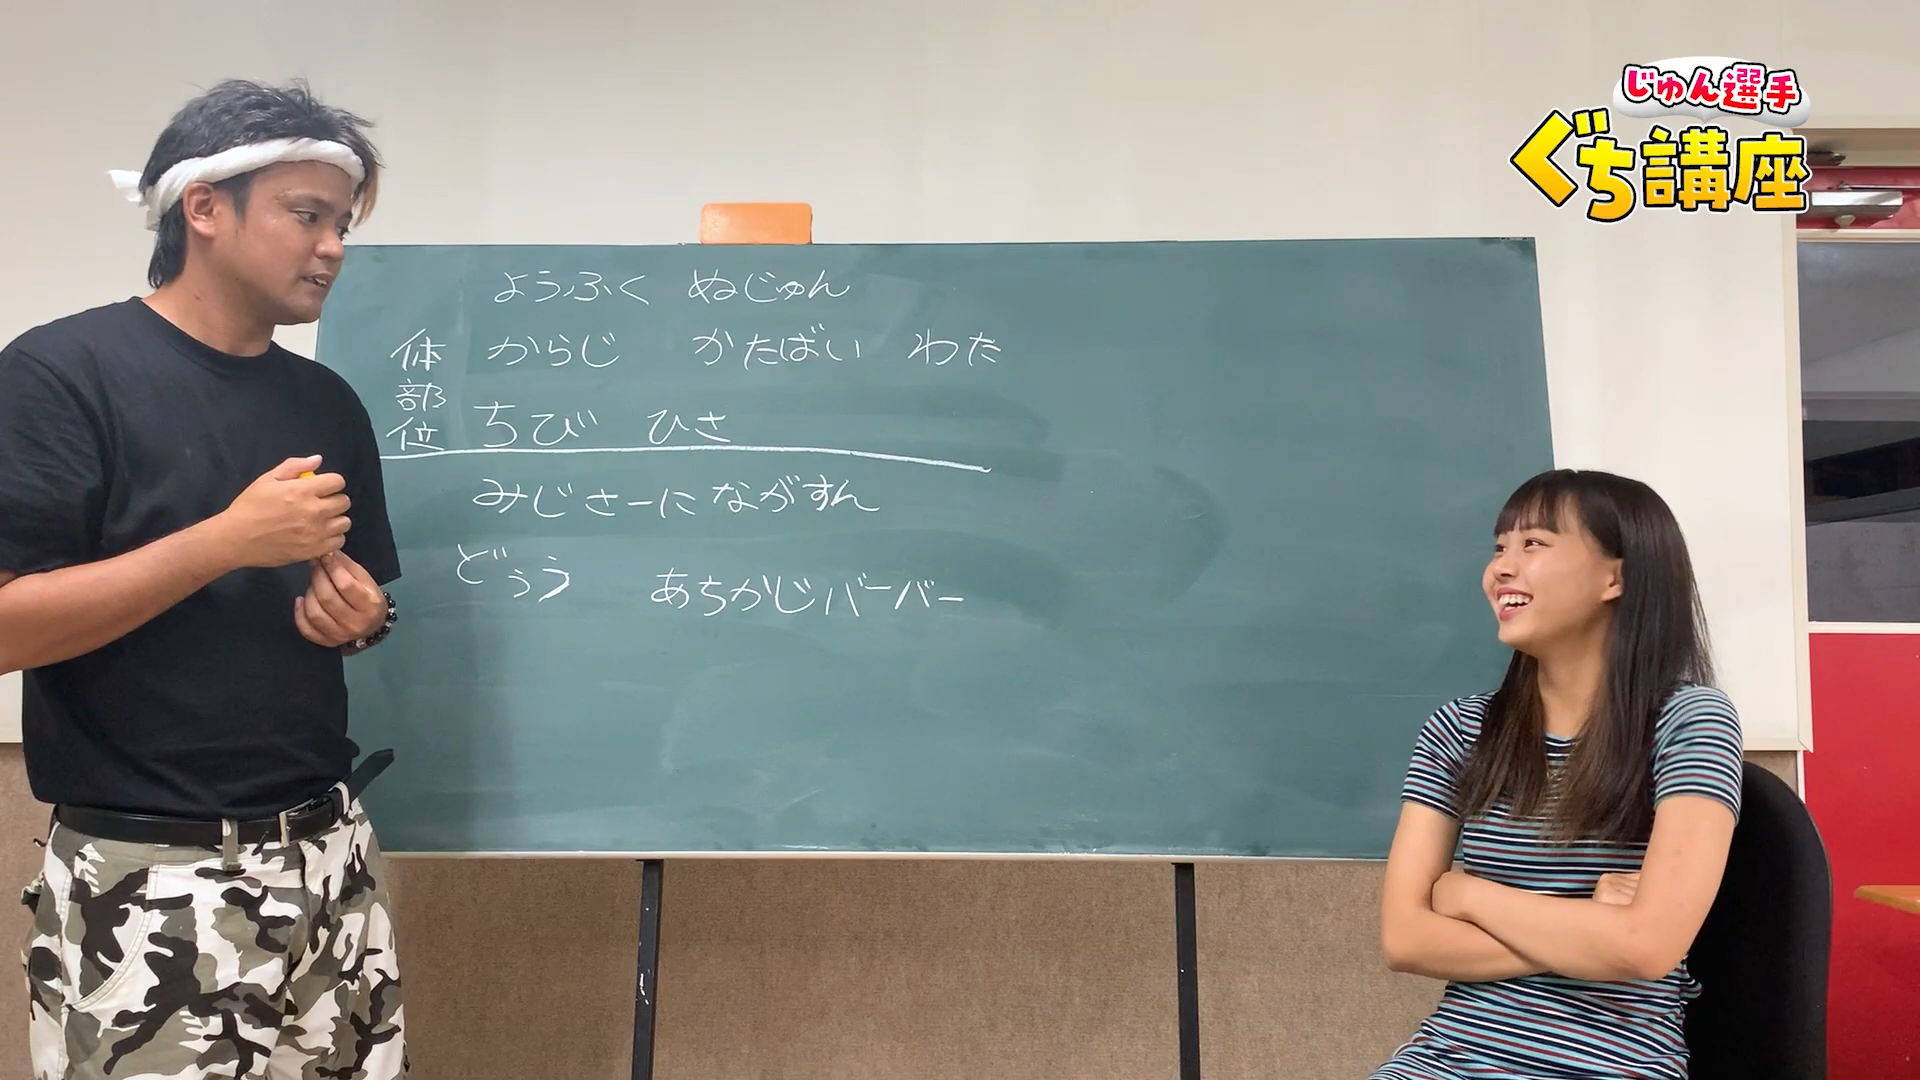 じゅん選手
ぐち講座
ようふく ぬじゅん
体部位
からじ かたばい わた
ちび ひさ
みじさーに ながすん
どぅう あちかじバーバー